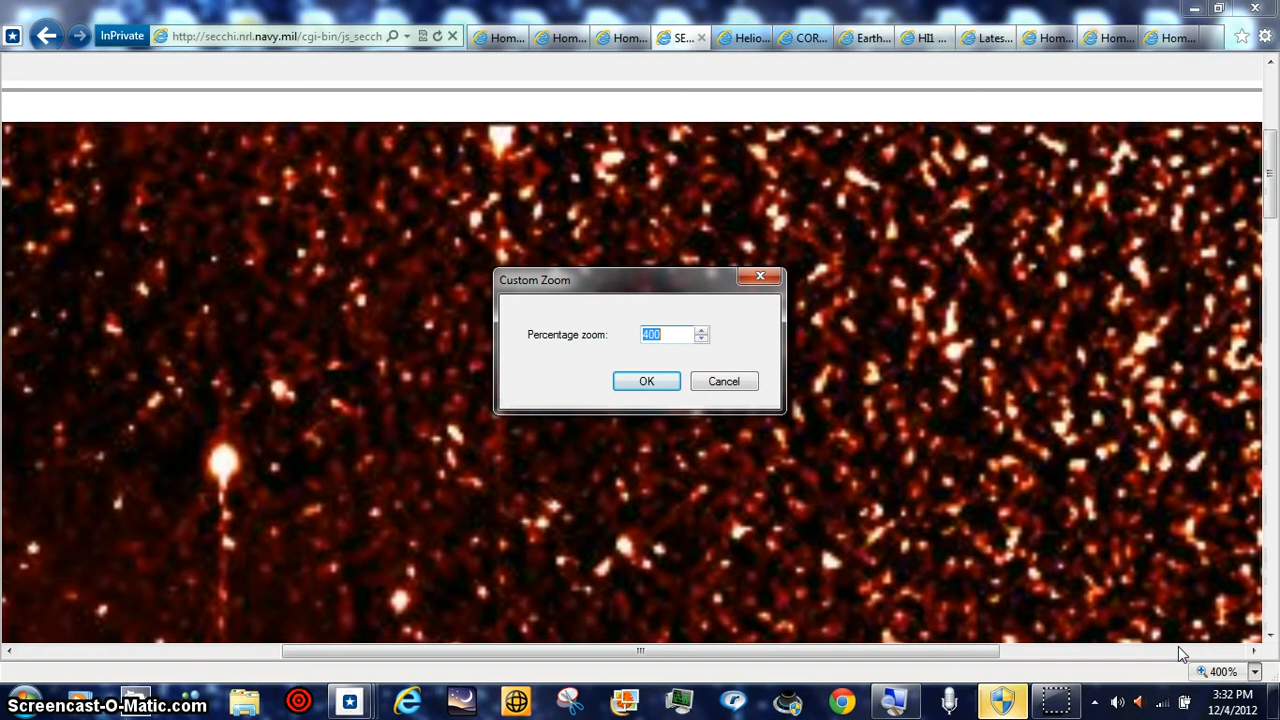 InPrivate
http://secchi.nrl.navy.mil/cgi-bin/js_secch
Hom...
Hom...
Hom...
SE...
Helio...
COR...
Earth...
HI1 ...
Lates...
Hom...
Hom...
Hom...
Custom Zoom
Percentage zoom: 400
OK Cancel
400%
3:32 PM
12/4/2012
Screencast-O-Matic.com